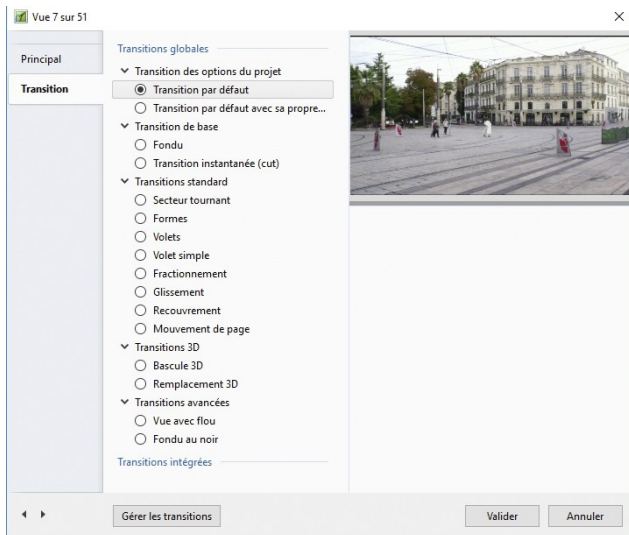 Vue 7 sur 51
Principal
Transition
Transitions globales
Transition des options du projet
Transition par défaut
Transition par défaut avec sa propre...
Transition de base
Fondu
Transition instantanée (cut)
Transitions standard
Secteur tournant
Formes
Volets
Volet simple
Fractionnement
Glissement
Recouvrement
Mouvement de page
Transitions 3D
Bascule 3D
Remplacement 3D
Transitions avancées
Vue avec flou
Fondu au noir
Transitions intégrées
Gérer les transitions
Valider
Annuler